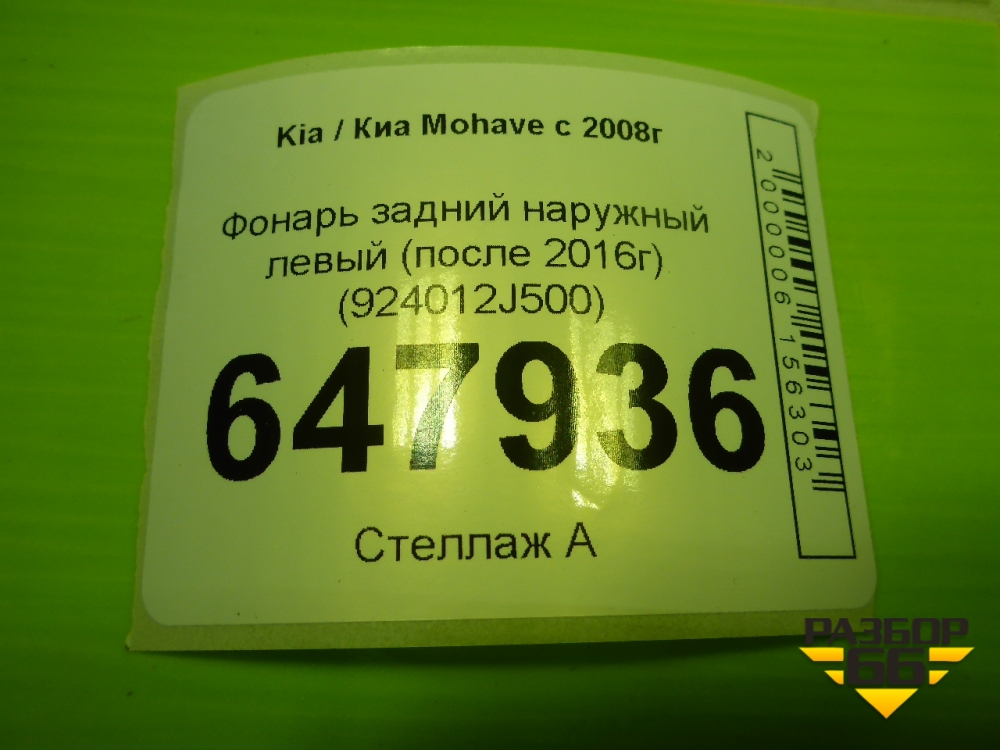 Kia / Киа Mohave с 2008г
Фонарь задний наружный
левый (после 2016г)
(924012J500)
647936
Стеллаж А
2000006156303
РАЗБОР
66